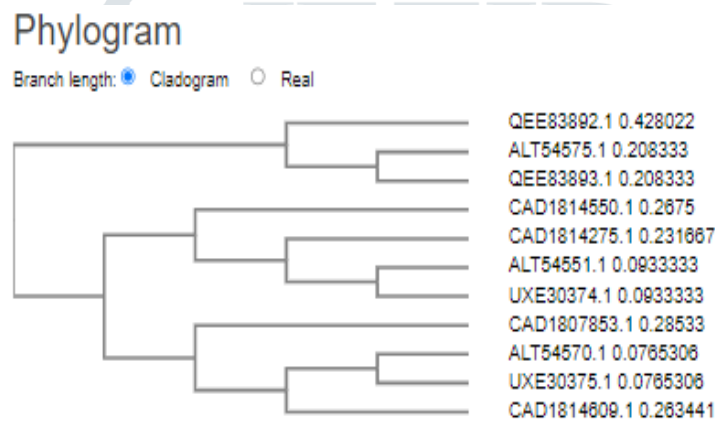 Phylogram
Branch length: Cladogram Real
QEE83892.1 0.428022
ALT54575.1 0.208333
QEE83893.1 0.208333
CAD1814550.1 0.2675
CAD1814275.1 0.231667
ALT54551.1 0.0933333
UXE30374.1 0.0933333
CAD1807853.1 0.28533
ALT54570.1 0.0765306
UXE30375.1 0.0765306
CAD1814609.1 0.263441